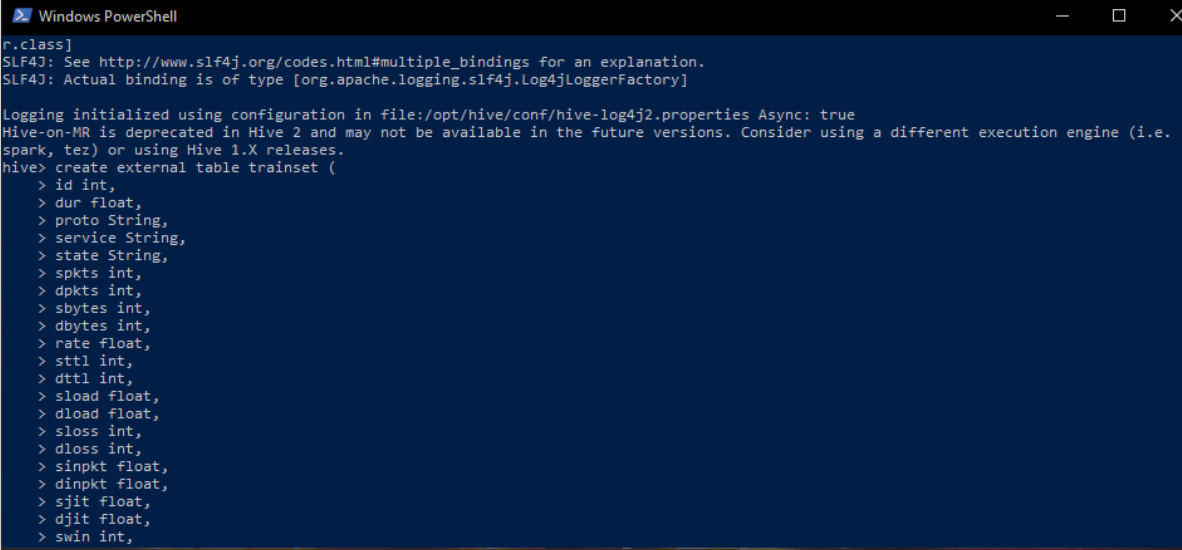 Windows PowerShell
r.class]
SLF4J: See http://www.slf4j.org/codes.html#multiple_bindings for an explanation.
SLF4J: Actual binding is of type [org.apache.logging.slf4j.Log4jLoggerFactory]
Logging initialized using configuration in file:/opt/hive/conf/hive-log4j2.properties Async: true
Hive-on-MR is deprecated in Hive 2 and may not be available in the future versions. Consider using a different execution engine (i.e.
spark, tez) or using Hive 1.X releases.
hive> create external table trainset (
    > id int,
    > dur float,
    > proto String,
    > service String,
    > state String,
    > spkts int,
    > dpkts int,
    > sbytes int,
    > dbytes int,
    > rate float,
    > sttl int,
    > dttl int,
    > sload float,
    > dload float,
    > sloss int,
    > dloss int,
    > sinpkt float,
    > dinpkt float,
    > sjit float,
    > djit float,
    > swin int,